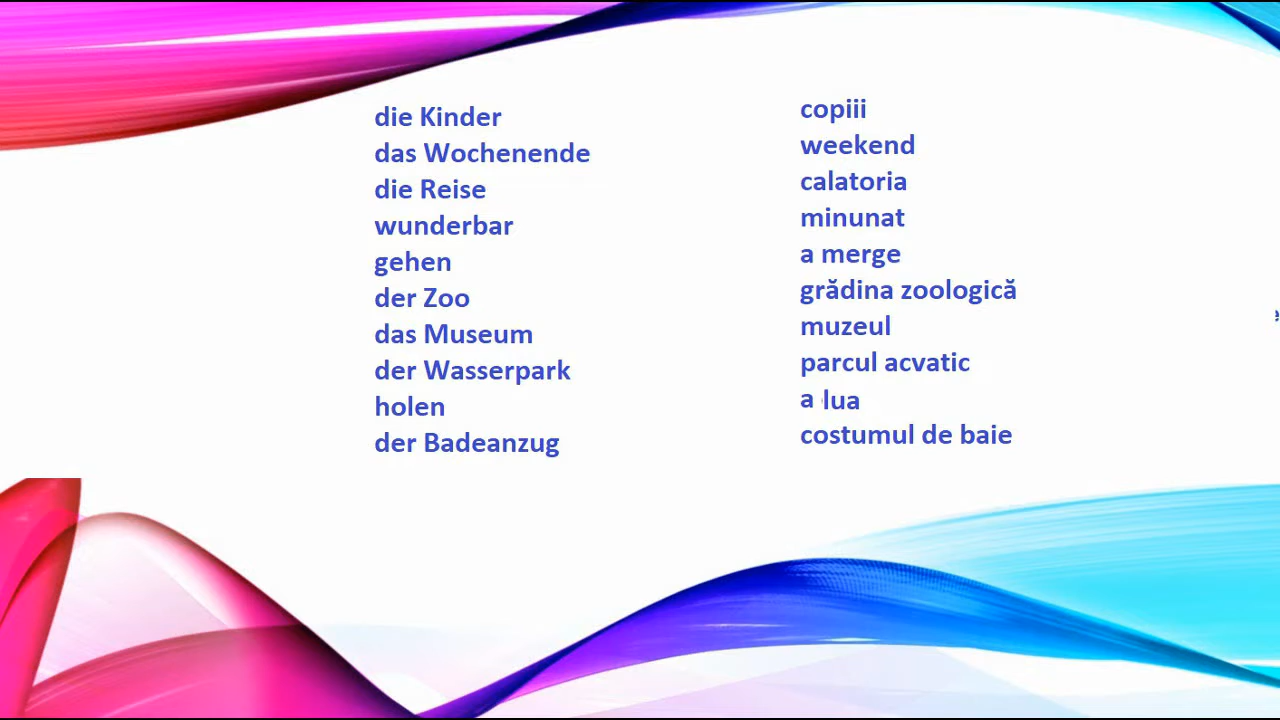 die Kinder
das Wochenende
die Reise
wunderbar
gehen
der Zoo
das Museum
der Wasserpark
holen
der Badeanzug
copiii
weekend
calatoria
minunat
a merge
grădina zoologică
muzeul
parcul acvatic
a lua
costumul de baie